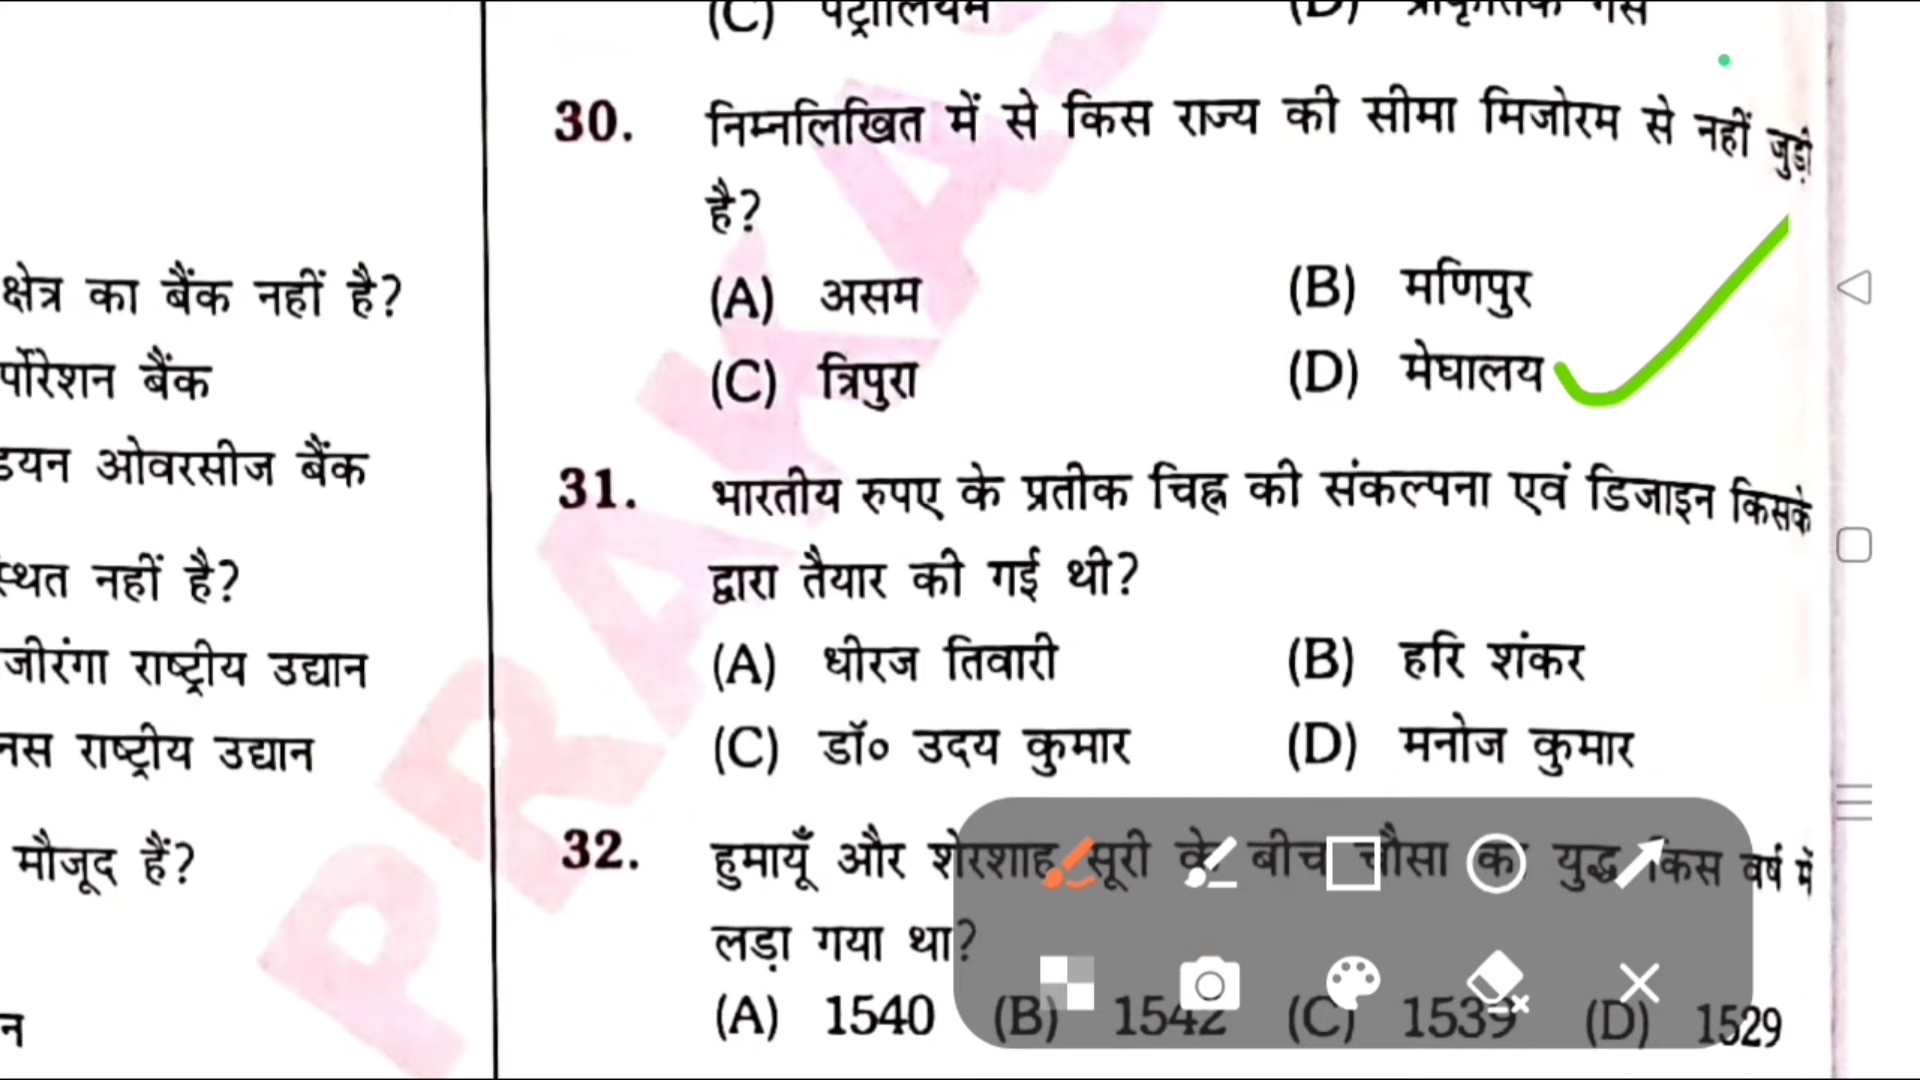 क्षेत्र का बैंक नहीं है?
र्पोरेशन बैंक
डयन ओवरसीज बैंक
स्थित नहीं है?
जीरंगा राष्ट्रीय उद्यान
नस राष्ट्रीय उद्यान
मौजूद हैं?
न
(C) पेट्रोलियम (D) प्राकृतिक गैस
30. निम्नलिखित में से किस राज्य की सीमा मिजोरम से नहीं जुड़ी
है?
(A) असम (B) मणिपुर
(C) त्रिपुरा (D) मेघालय
31. भारतीय रुपए के प्रतीक चिह्न की संकल्पना एवं डिजाइन किसके
द्वारा तैयार की गई थी?
(A) धीरज तिवारी (B) हरि शंकर
(C) डॉ० उदय कुमार (D) मनोज कुमार
32. हुमायूँ और शेरशाह सूरी के बीच चौसा का युद्ध किस वर्ष में
लड़ा गया था?
(A) 1540 (B) 1542 (C) 1539 (D) 1529
PRAKAS